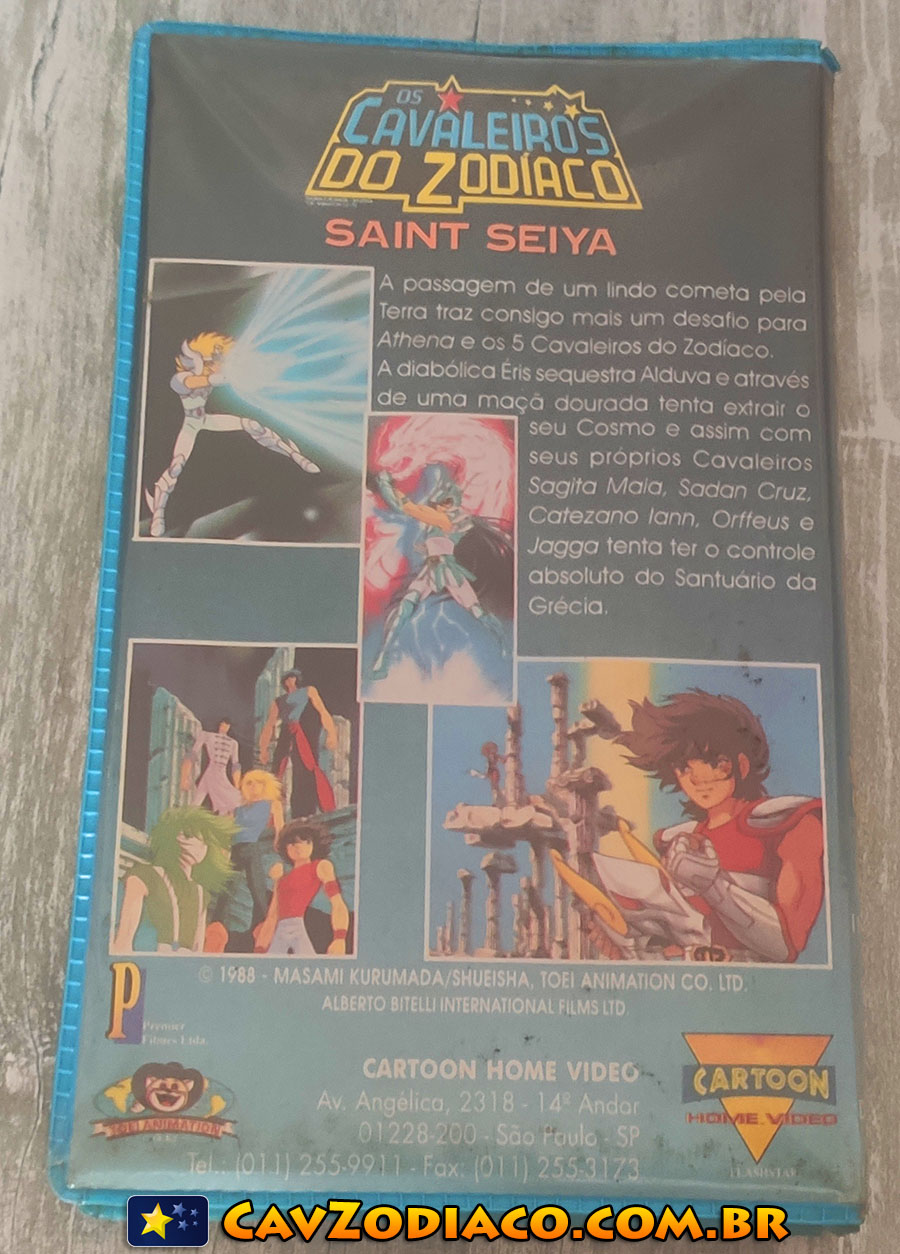 OS
CAVALEIROS
DO ZODÍACO
SAINT SEIYA
A passagem de um lindo cometa pela
Terra traz consigo mais um desafio para
Athena e os 5 Cavaleiros do Zodíaco.
A diabólica Éris sequestra Alduva e através
de uma maçã dourada tenta extrair o
seu Cosmo e assim com
seus próprios Cavaleiros
Sagita Maia, Sadan Cruz,
Catezano Iann, Orffeus e
Jagga tenta ter o controle
absoluto do Santuário da
Grécia.
© 1988 - MASAMI KURUMADA/SHUEISHA, TOEI ANIMATION CO. LTD.
ALBERTO BITELLI INTERNATIONAL FILMS LTD.
P
Premier
Filmes Ltda.
TOEI ANIMATION
CARTOON HOME VIDEO
Av. Angélica, 2318 - 14º Andar
01228-200 - São Paulo - SP
Tel.: (011) 255-9911 - Fax: (011) 255-3173
CARTOON
HOME VIDEO
FLASHSTAR
CAVZODIACO.COM.BR